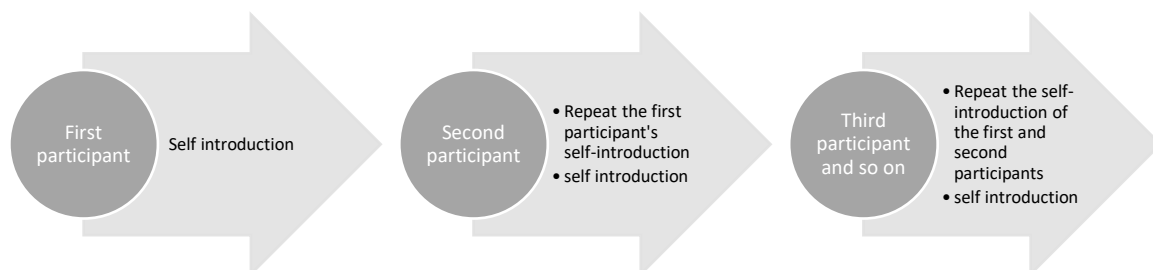 First
participant
Self introduction
Second
participant
• Repeat the first
participant's
self-introduction
• self introduction
Third
participant
and so on
• Repeat the self-
introduction of
the first and
second
participants
• self introduction